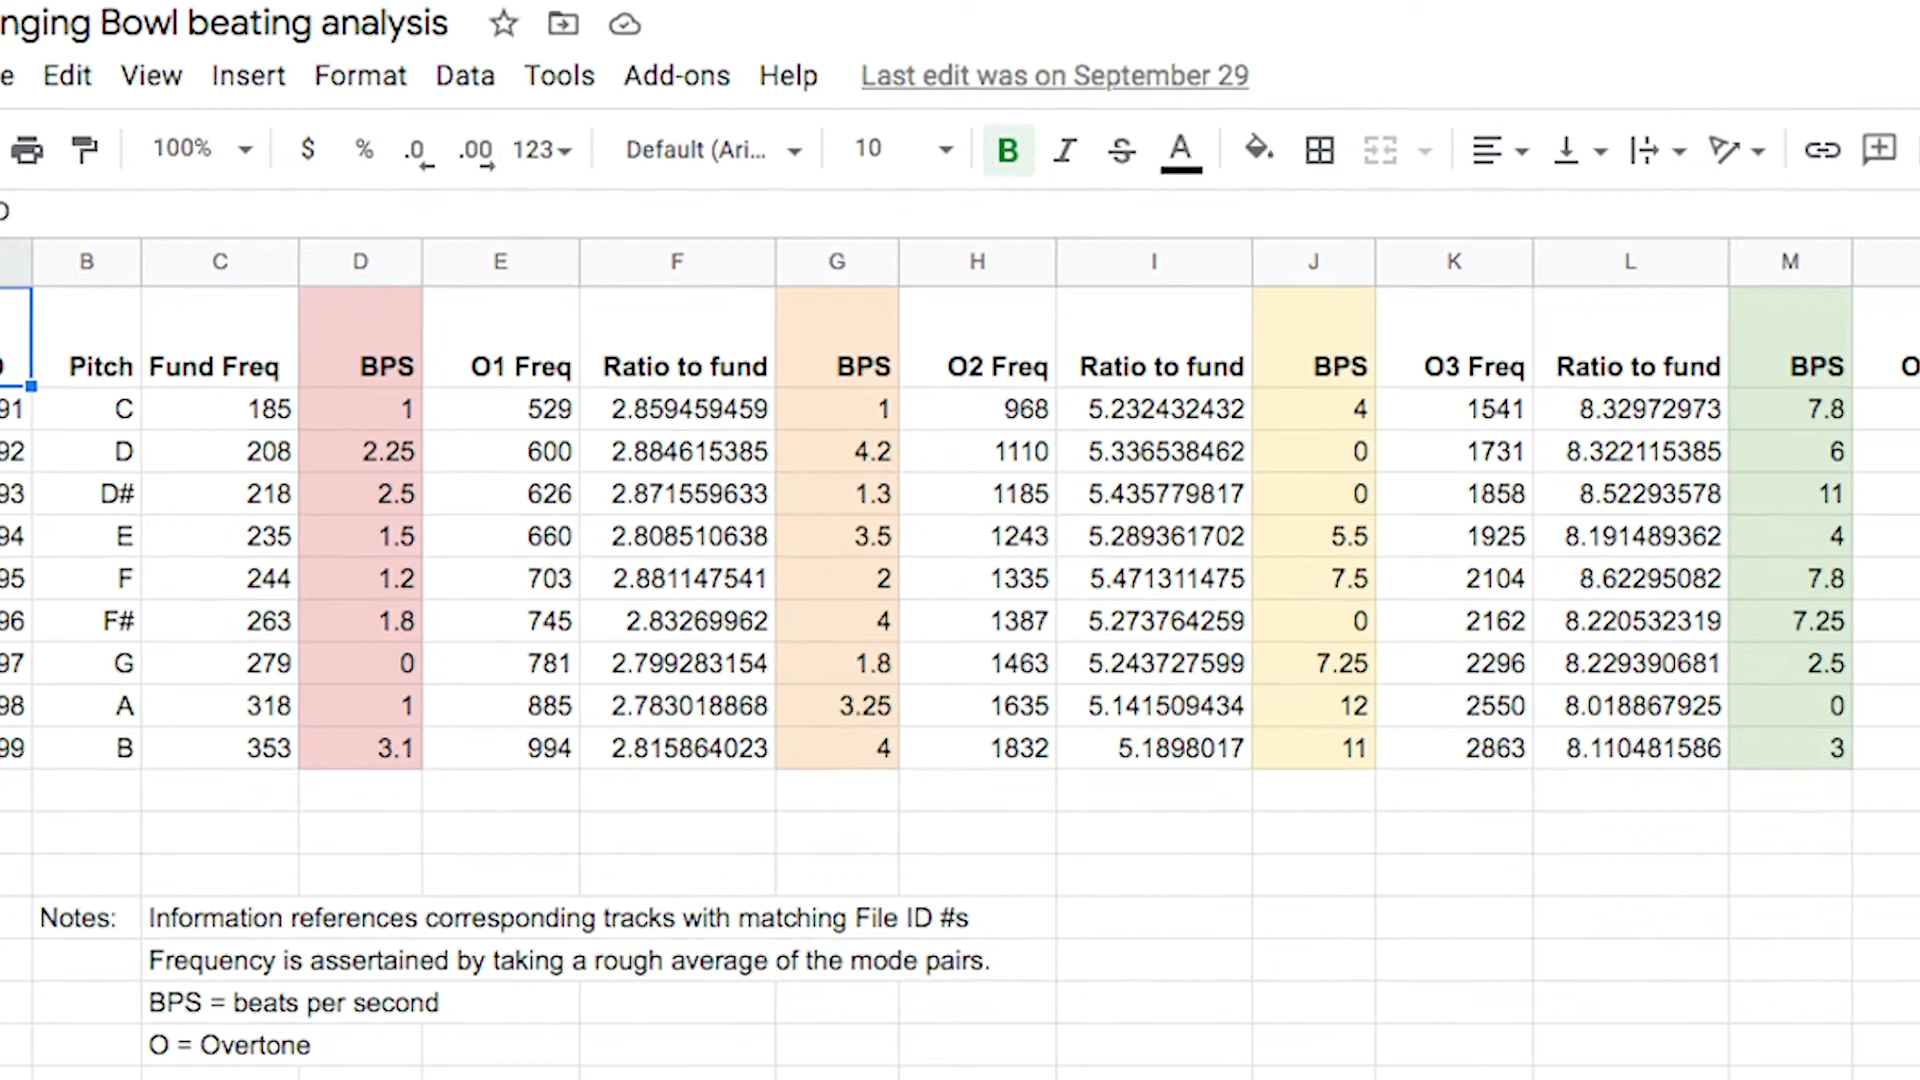 nging Bowl beating analysis
e Edit View Insert Format Data Tools Add-ons Help Last edit was on September 29
100% $ % .0 .00 123 Default (Ari... 10 B I S A
B C D E F G H I J K L M
Pitch Fund Freq BPS O1 Freq Ratio to fund BPS O2 Freq Ratio to fund BPS O3 Freq Ratio to fund BPS O
91 C 185 1 529 2.859459459 1 968 5.232432432 4 1541 8.32972973 7.8
92 D 208 2.25 600 2.884615385 4.2 1110 5.336538462 0 1731 8.322115385 6
93 D# 218 2.5 626 2.871559633 1.3 1185 5.435779817 0 1858 8.52293578 11
94 E 235 1.5 660 2.808510638 3.5 1243 5.289361702 5.5 1925 8.191489362 4
95 F 244 1.2 703 2.881147541 2 1335 5.471311475 7.5 2104 8.62295082 7.8
96 F# 263 1.8 745 2.83269962 4 1387 5.273764259 0 2162 8.220532319 7.25
97 G 279 0 781 2.799283154 1.8 1463 5.243727599 7.25 2296 8.229390681 2.5
98 A 318 1 885 2.783018868 3.25 1635 5.141509434 12 2550 8.018867925 0
99 B 353 3.1 994 2.815864023 4 1832 5.1898017 11 2863 8.110481586 3
Notes: Information references corresponding tracks with matching File ID #s
Frequency is assertained by taking a rough average of the mode pairs.
BPS = beats per second
O = Overtone